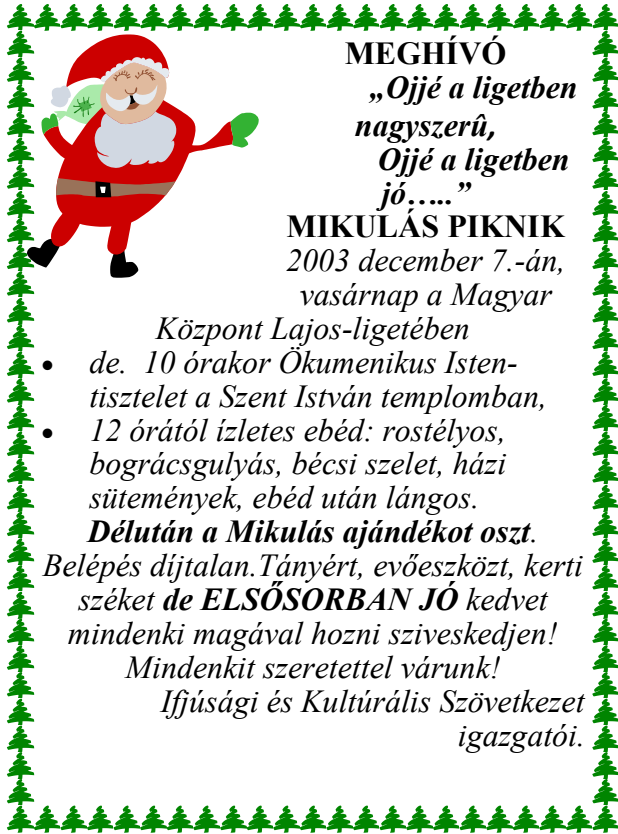 MEGHÍVÓ
„Ojjé a ligetben
nagyszerû,
Ojjé a ligetben
jó…..”
MIKULÁS PIKNIK
2003 december 7.-án,
vasárnap a Magyar
Központ Lajos-ligetében
• de. 10 órakor Ökumenikus Isten-
tisztelet a Szent István templomban,
• 12 órától ízletes ebéd: rostélyos,
bográcsgulyás, bécsi szelet, házi
sütemények, ebéd után lángos.
Délután a Mikulás ajándékot oszt.
Belépés díjtalan.Tányért, evőeszközt, kerti
széket de ELSŐSORBAN JÓ kedvet
mindenki magával hozni sziveskedjen!
Mindenkit szeretettel várunk!
Ifjúsági és Kultúrális Szövetkezet
igazgatói.